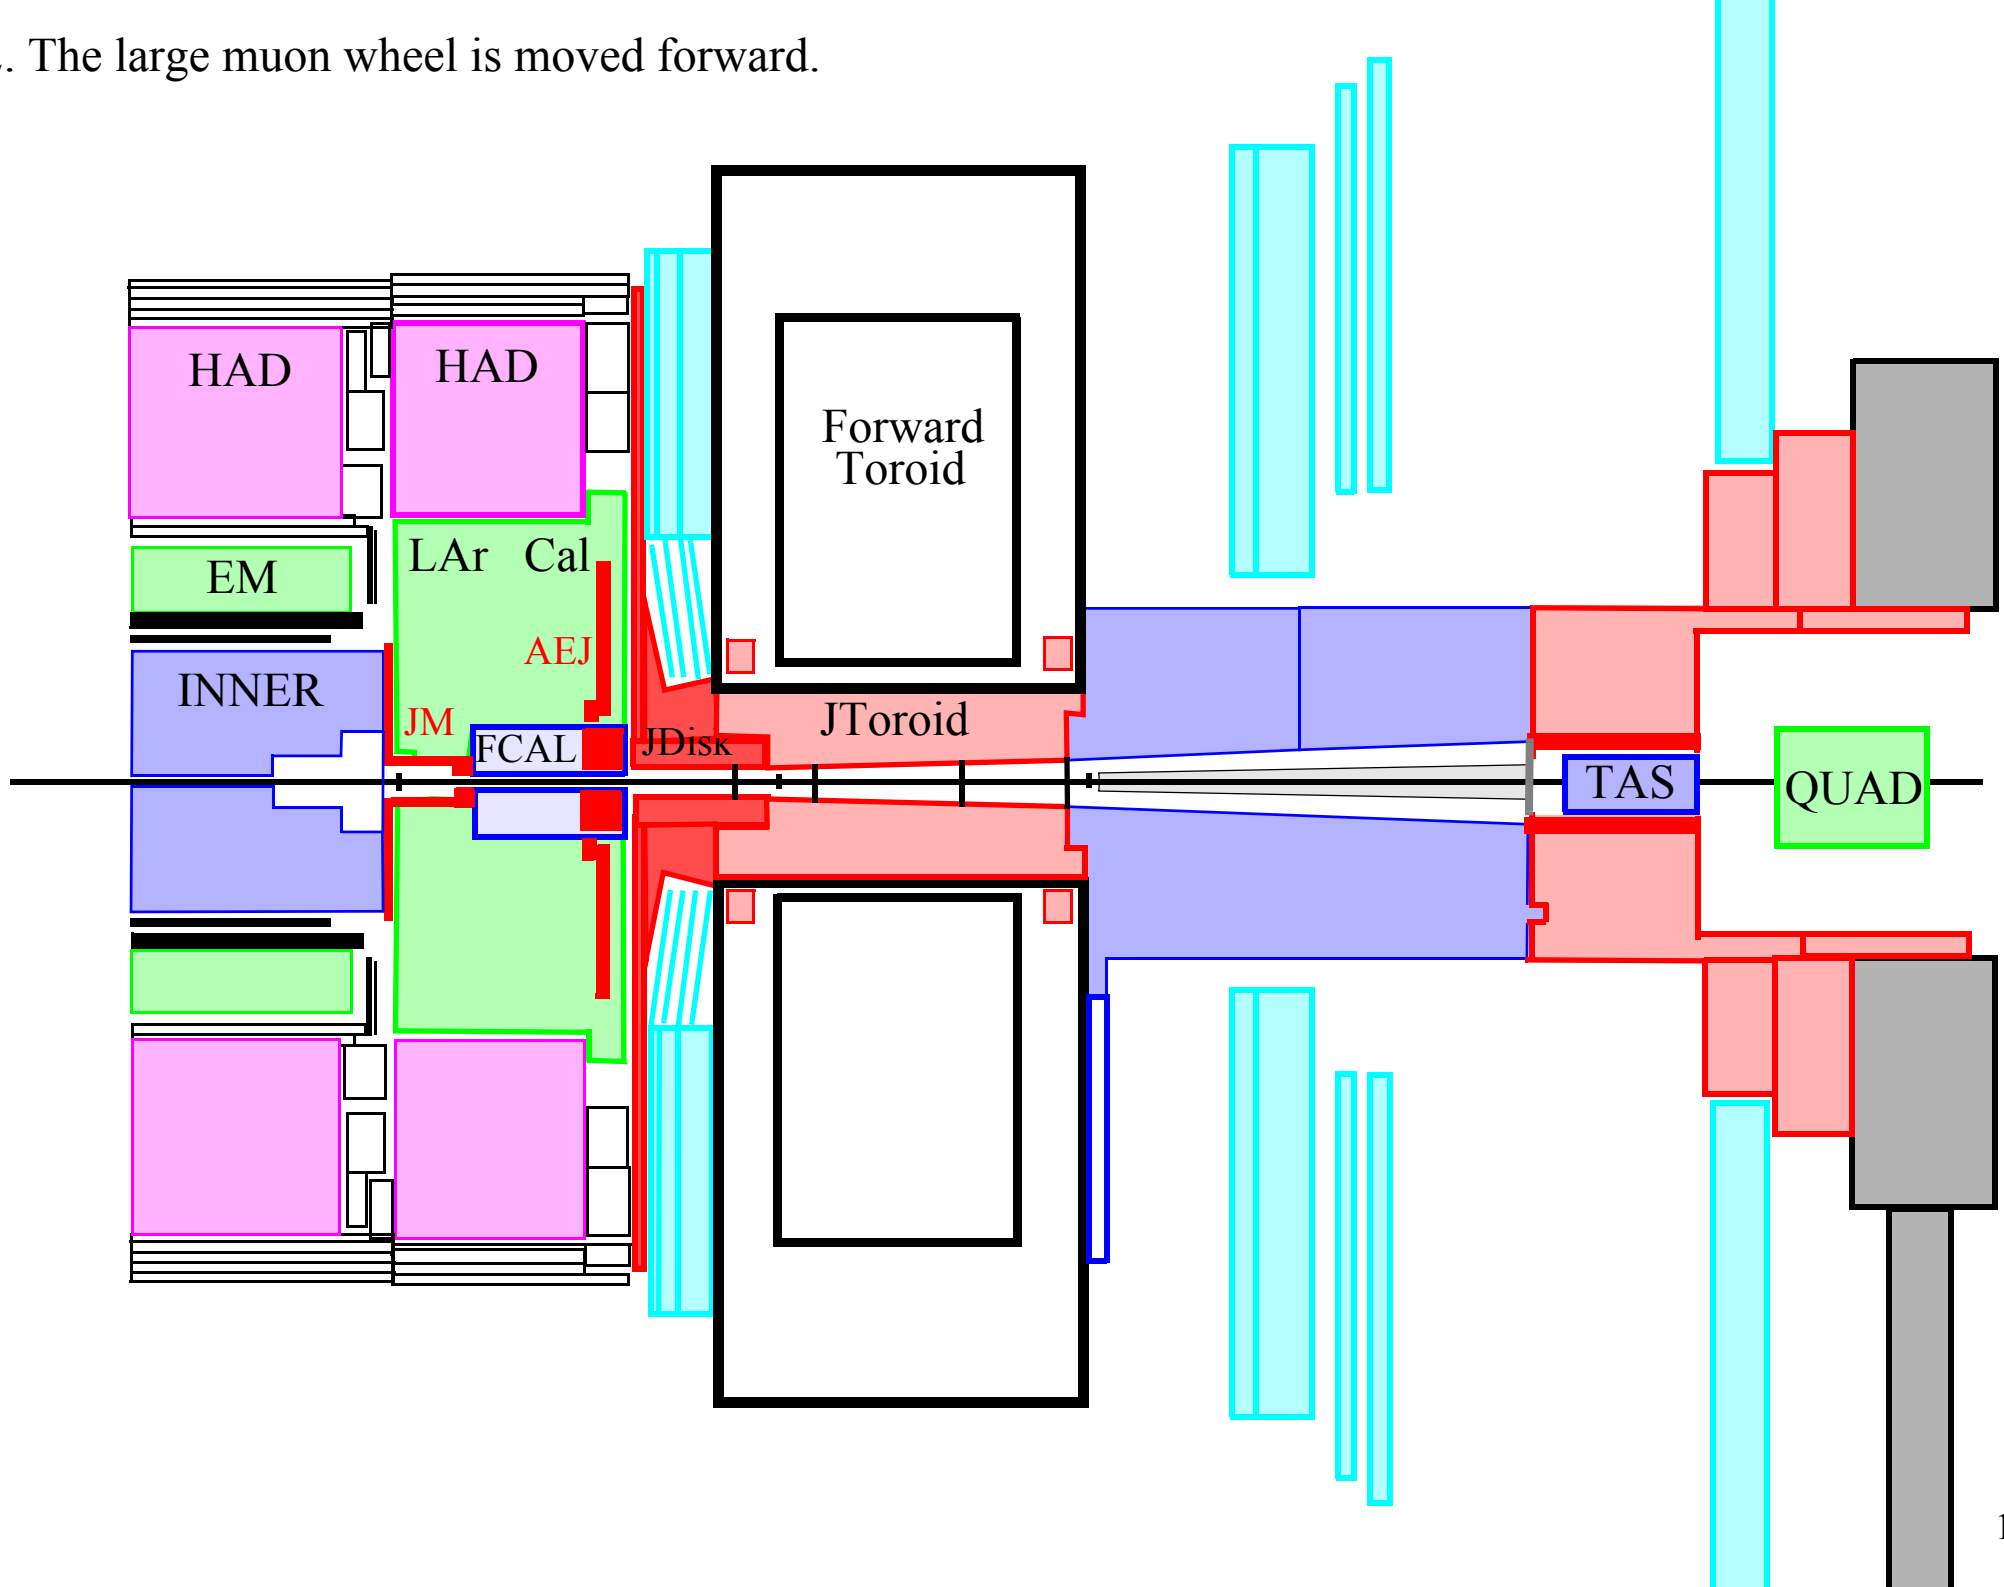 . The large muon wheel is moved forward.
HAD
HAD
Forward
Toroid
LAr Cal
EM
AEJ
INNER
JM
JToroid
FCAL
JDisk
TAS
QUAD